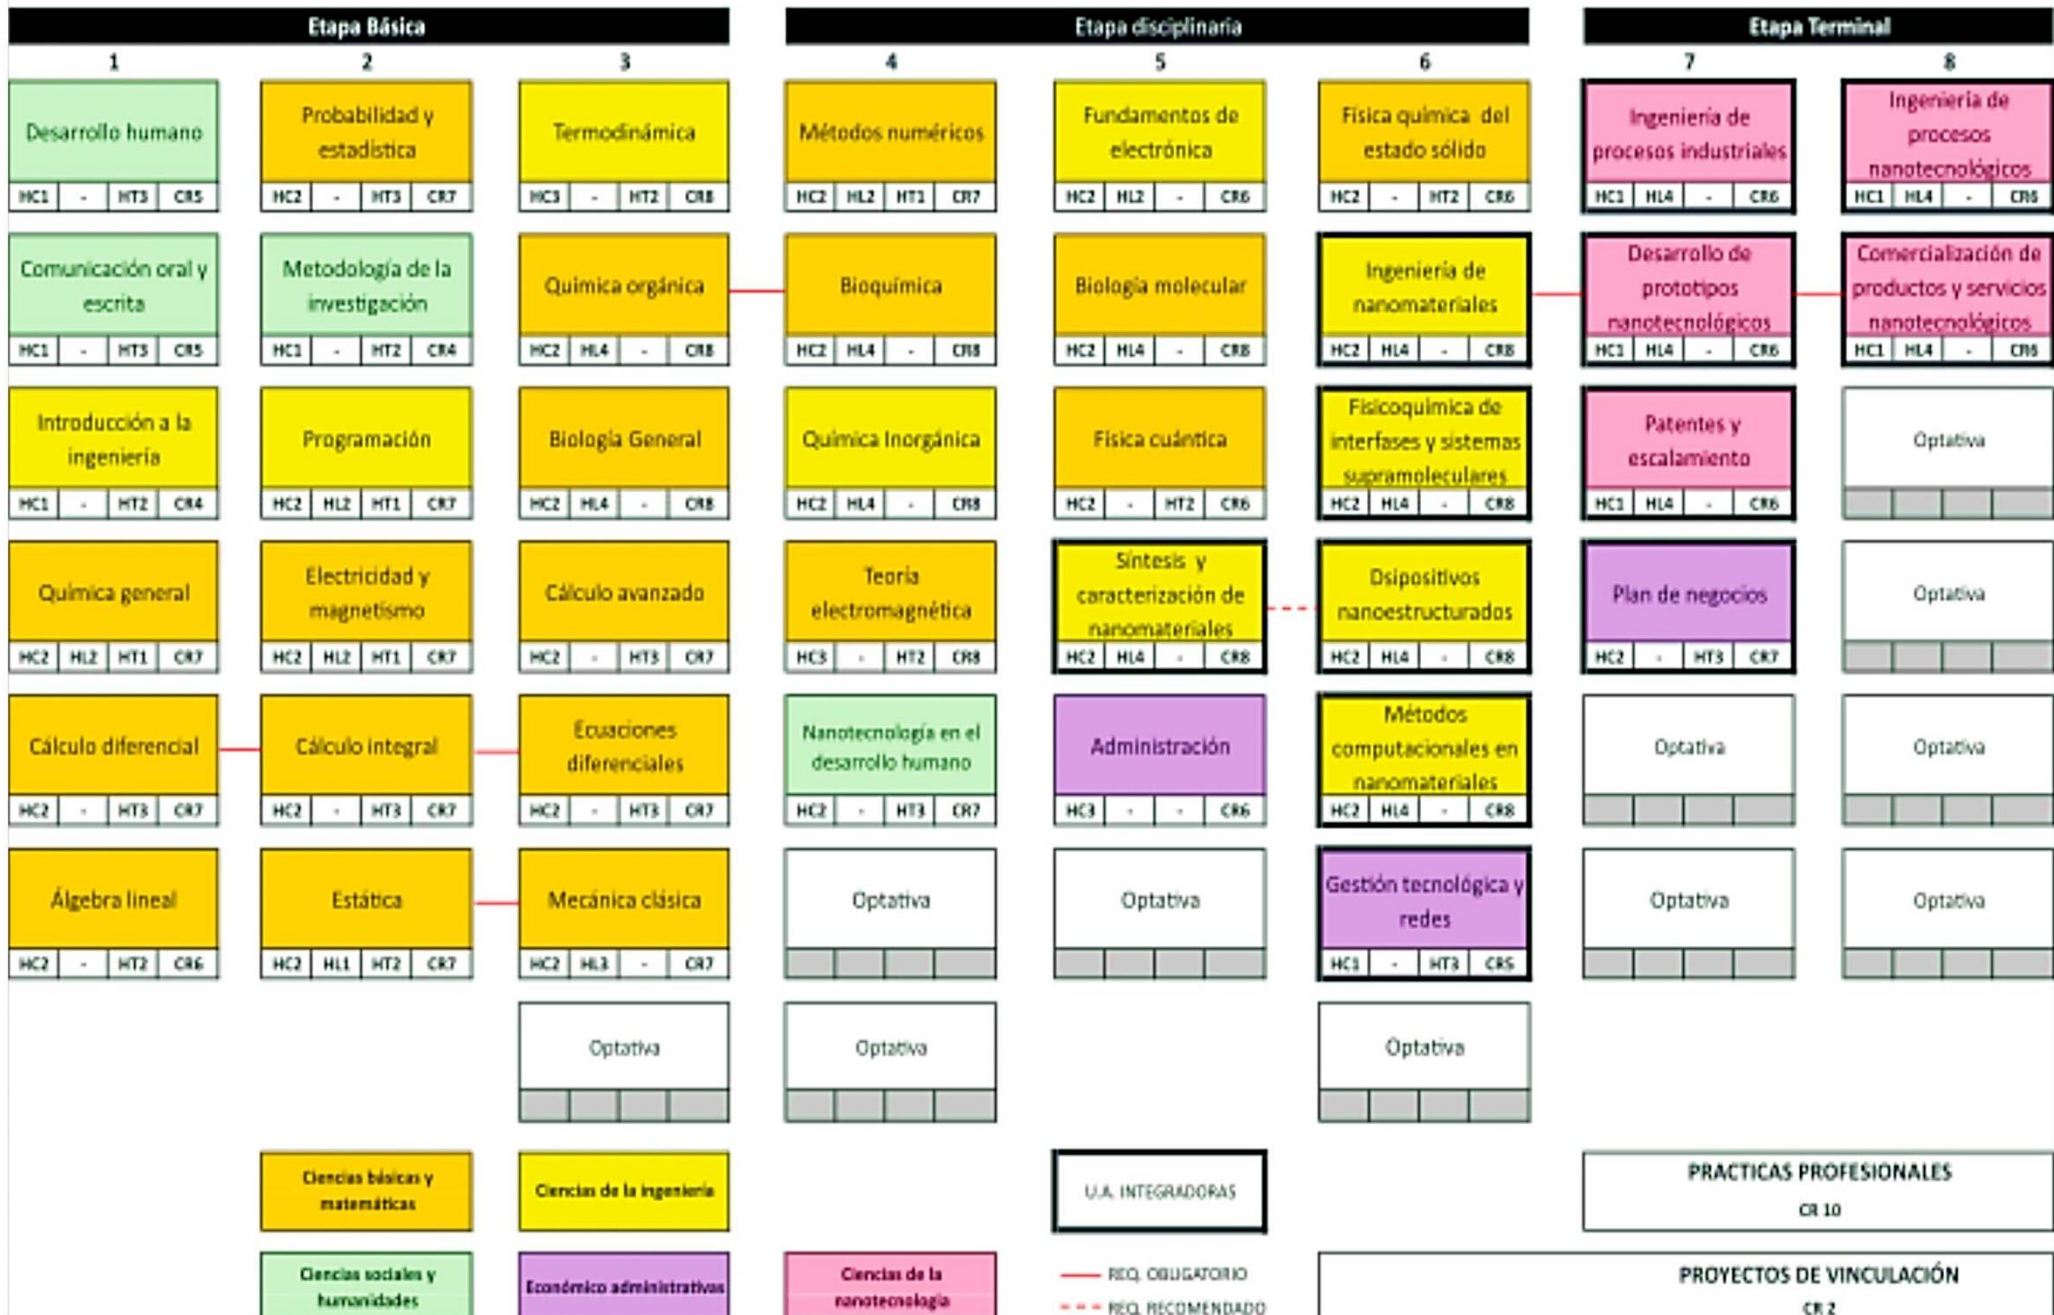 Etapa Básica
Etapa disciplinaria
Etapa Terminal
1 2 3 4 5 6 7 8
Desarrollo humano
HC1 - HT3 CR5
Probabilidad y
estadística
HC2 - HT3 CR7
Termodinámica
HC3 - HT2 CR8
Métodos numéricos
HC2 HL2 HT1 CR7
Fundamentos de
electrónica
HC2 HL2 - CR6
Física química del
estado sólido
HC2 - HT2 CR6
Ingeniería de
procesos industriales
HC1 HL4 - CR6
Ingeniería de
procesos
nanotecnológicos
HC1 HL4 - CR6
Comunicación oral y
escrita
HC1 - HT3 CR5
Metodología de la
investigación
HC1 - HT2 CR4
Química orgánica
HC2 HL4 - CR8
Bioquímica
HC2 HL4 - CR8
Biología molecular
HC2 HL4 - CR8
Ingeniería de
nanomateriales
HC2 HL4 - CR8
Desarrollo de
prototipos
nanotecnológicos
HC1 HL4 - CR6
Comercialización de
productos y servicios
nanotecnológicos
HC1 HL4 - CR6
Introducción a la
ingeniería
HC1 - HT2 CR4
Programación
HC2 HL2 HT1 CR7
Biología General
HC2 HL4 - CR8
Química Inorgánica
HC2 HL4 - CR8
Física cuántica
HC2 - HT2 CR6
Fisicoquímica de
interfases y sistemas
supramoleculares
HC2 HL4 - CR8
Patentes y
escalamiento
HC1 HL4 - CR6
Optativa
Química general
HC2 HL2 HT1 CR7
Electricidad y
magnetismo
HC2 HL2 HT1 CR7
Cálculo avanzado
HC2 - HT3 CR7
Teoría
electromagnética
HC3 - HT2 CR8
Síntesis y
caracterización de
nanomateriales
HC2 HL4 - CR8
Dsipositivos
nanoestructurados
HC2 HL4 - CR8
Plan de negocios
HC2 - HT3 CR7
Optativa
Cálculo diferencial
HC2 - HT3 CR7
Cálculo integral
HC2 - HT3 CR7
Ecuaciones
diferenciales
HC2 - HT3 CR7
Nanotecnología en el
desarrollo humano
HC2 - HT3 CR7
Administración
HC3 - - CR6
Métodos
computacionales en
nanomateriales
HC2 HL4 - CR8
Optativa
Optativa
Álgebra lineal
HC2 - HT2 CR6
Estática
HC2 HL1 HT2 CR7
Mecánica clásica
HC2 HL3 - CR7
Optativa
Optativa
Gestión tecnológica y
redes
HC1 - HT3 CR5
Optativa
Optativa
Optativa
Optativa
Optativa
Ciencias básicas y
matemáticas
Ciencias de la ingeniería
U.A. INTEGRADORAS
PRACTICAS PROFESIONALES
CR 10
Ciencias sociales y
humanidades
Económico administrativas
Ciencias de la
nanotecnología
REQ. OBLIGATORIO
REQ. RECOMENDADO
PROYECTOS DE VINCULACIÓN
CR 2